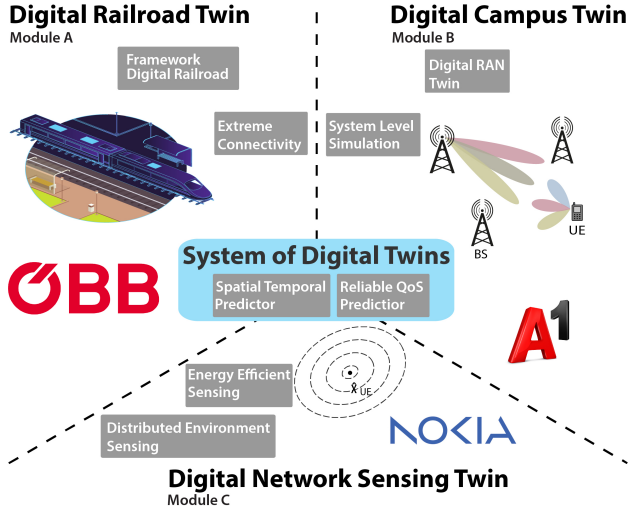 Digital Railroad Twin
Module A
Framework
Digital Railroad
Extreme
Connectivity
Digital Campus Twin
Module B
Digital RAN
Twin
System Level
Simulation
UE
BS
System of Digital Twins
Spatial Temporal
Predictor
Reliable QoS
Predictior
ÖBB
A1
Energy Efficient
Sensing
UE
Distributed Environment
Sensing
NOKIA
Digital Network Sensing Twin
Module C